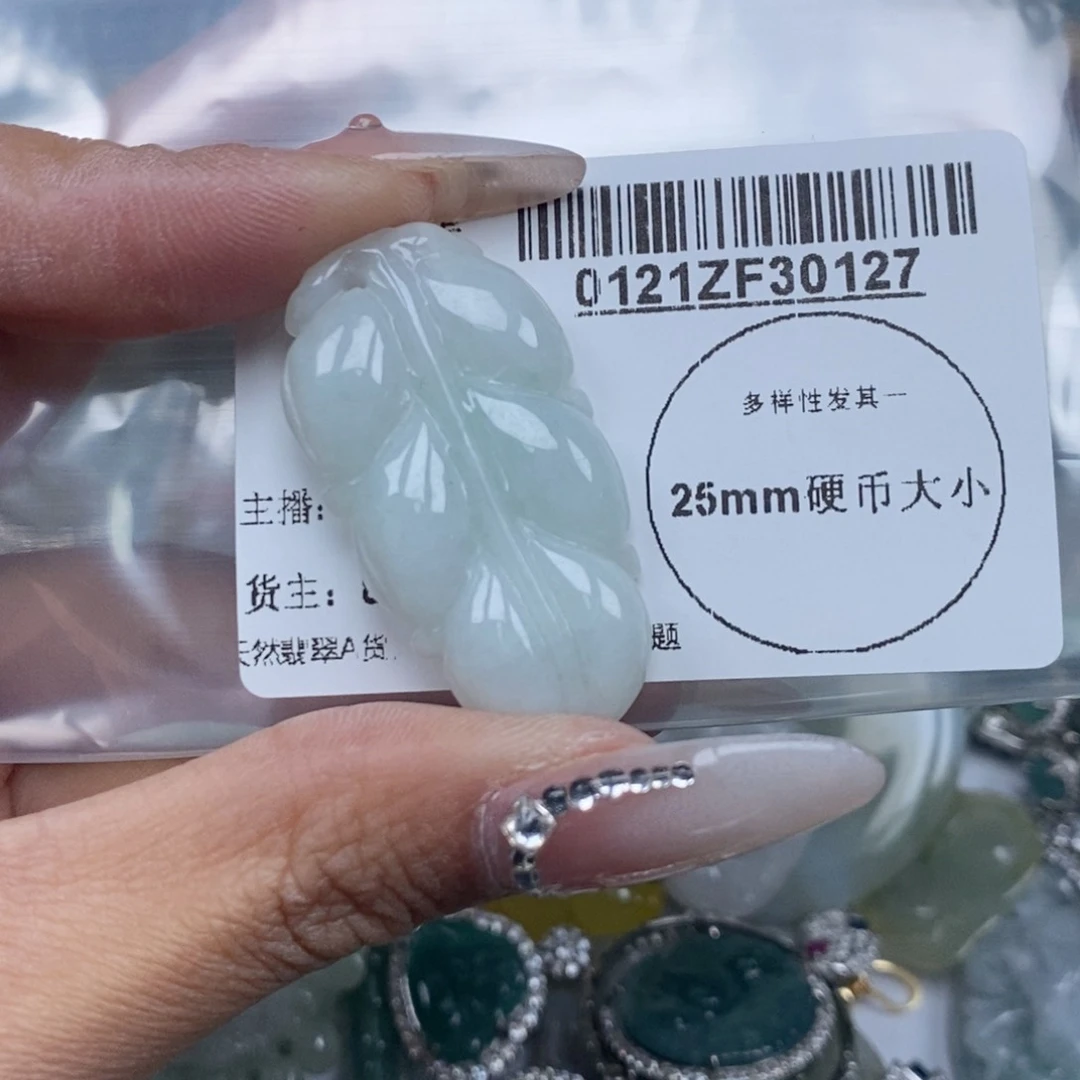 0121ZF30127
多样性发其一
25mm硬币大小
主播:
货主:
天然翡翠A货
题